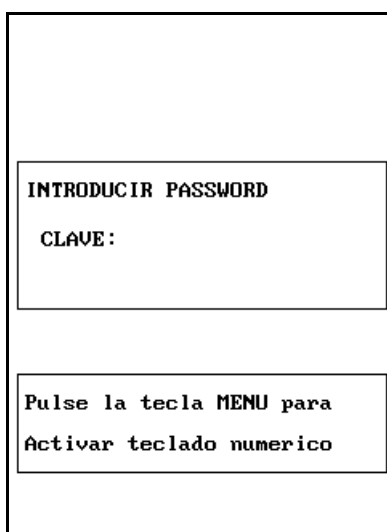 INTRODUCIR PASSWORD
CLAVE:
Pulse la tecla MENU para
Activar teclado numerico